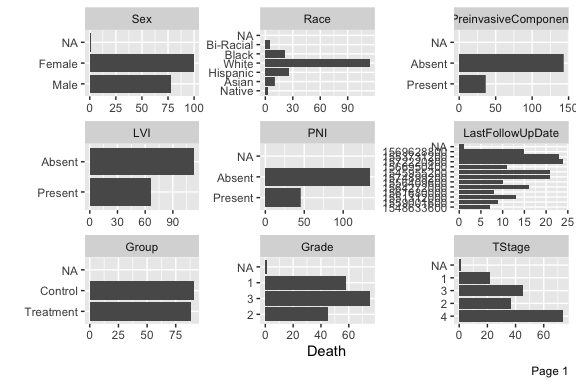 Sex
NA
Female
Male
0 25 50 75 100
Race
NA
Bi-Racial
Black
White
Hispanic
Asian
Native
0 30 60 90
PreinvasiveComponen
NA
Absent
Present
0 50 100 150
LVI
Absent
Present
0 30 60 90
PNI
NA
Absent
Present
0 50 100
LastFollowUpDate
NA
1569628800
1548633600
0 5 10 15 20 25
Group
NA
Control
Treatment
0 25 50 75
Grade
NA
1
3
2
0 20 40 60
TStage
NA
1
3
2
4
0 20 40 60
Death
Page 1